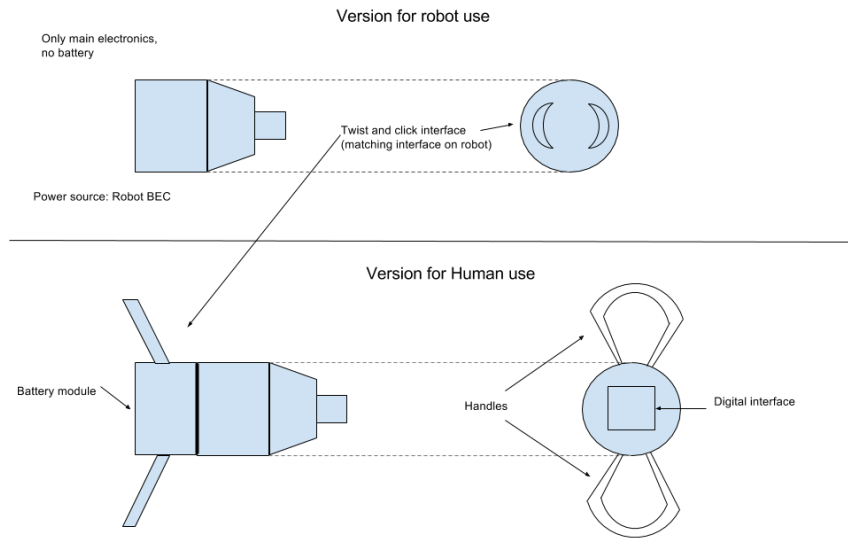 Version for robot use
Only main electronics,
no battery
Twist and click interface
(matching interface on robot)
Power source: Robot BEC
Version for Human use
Battery module
Handles
Digital interface